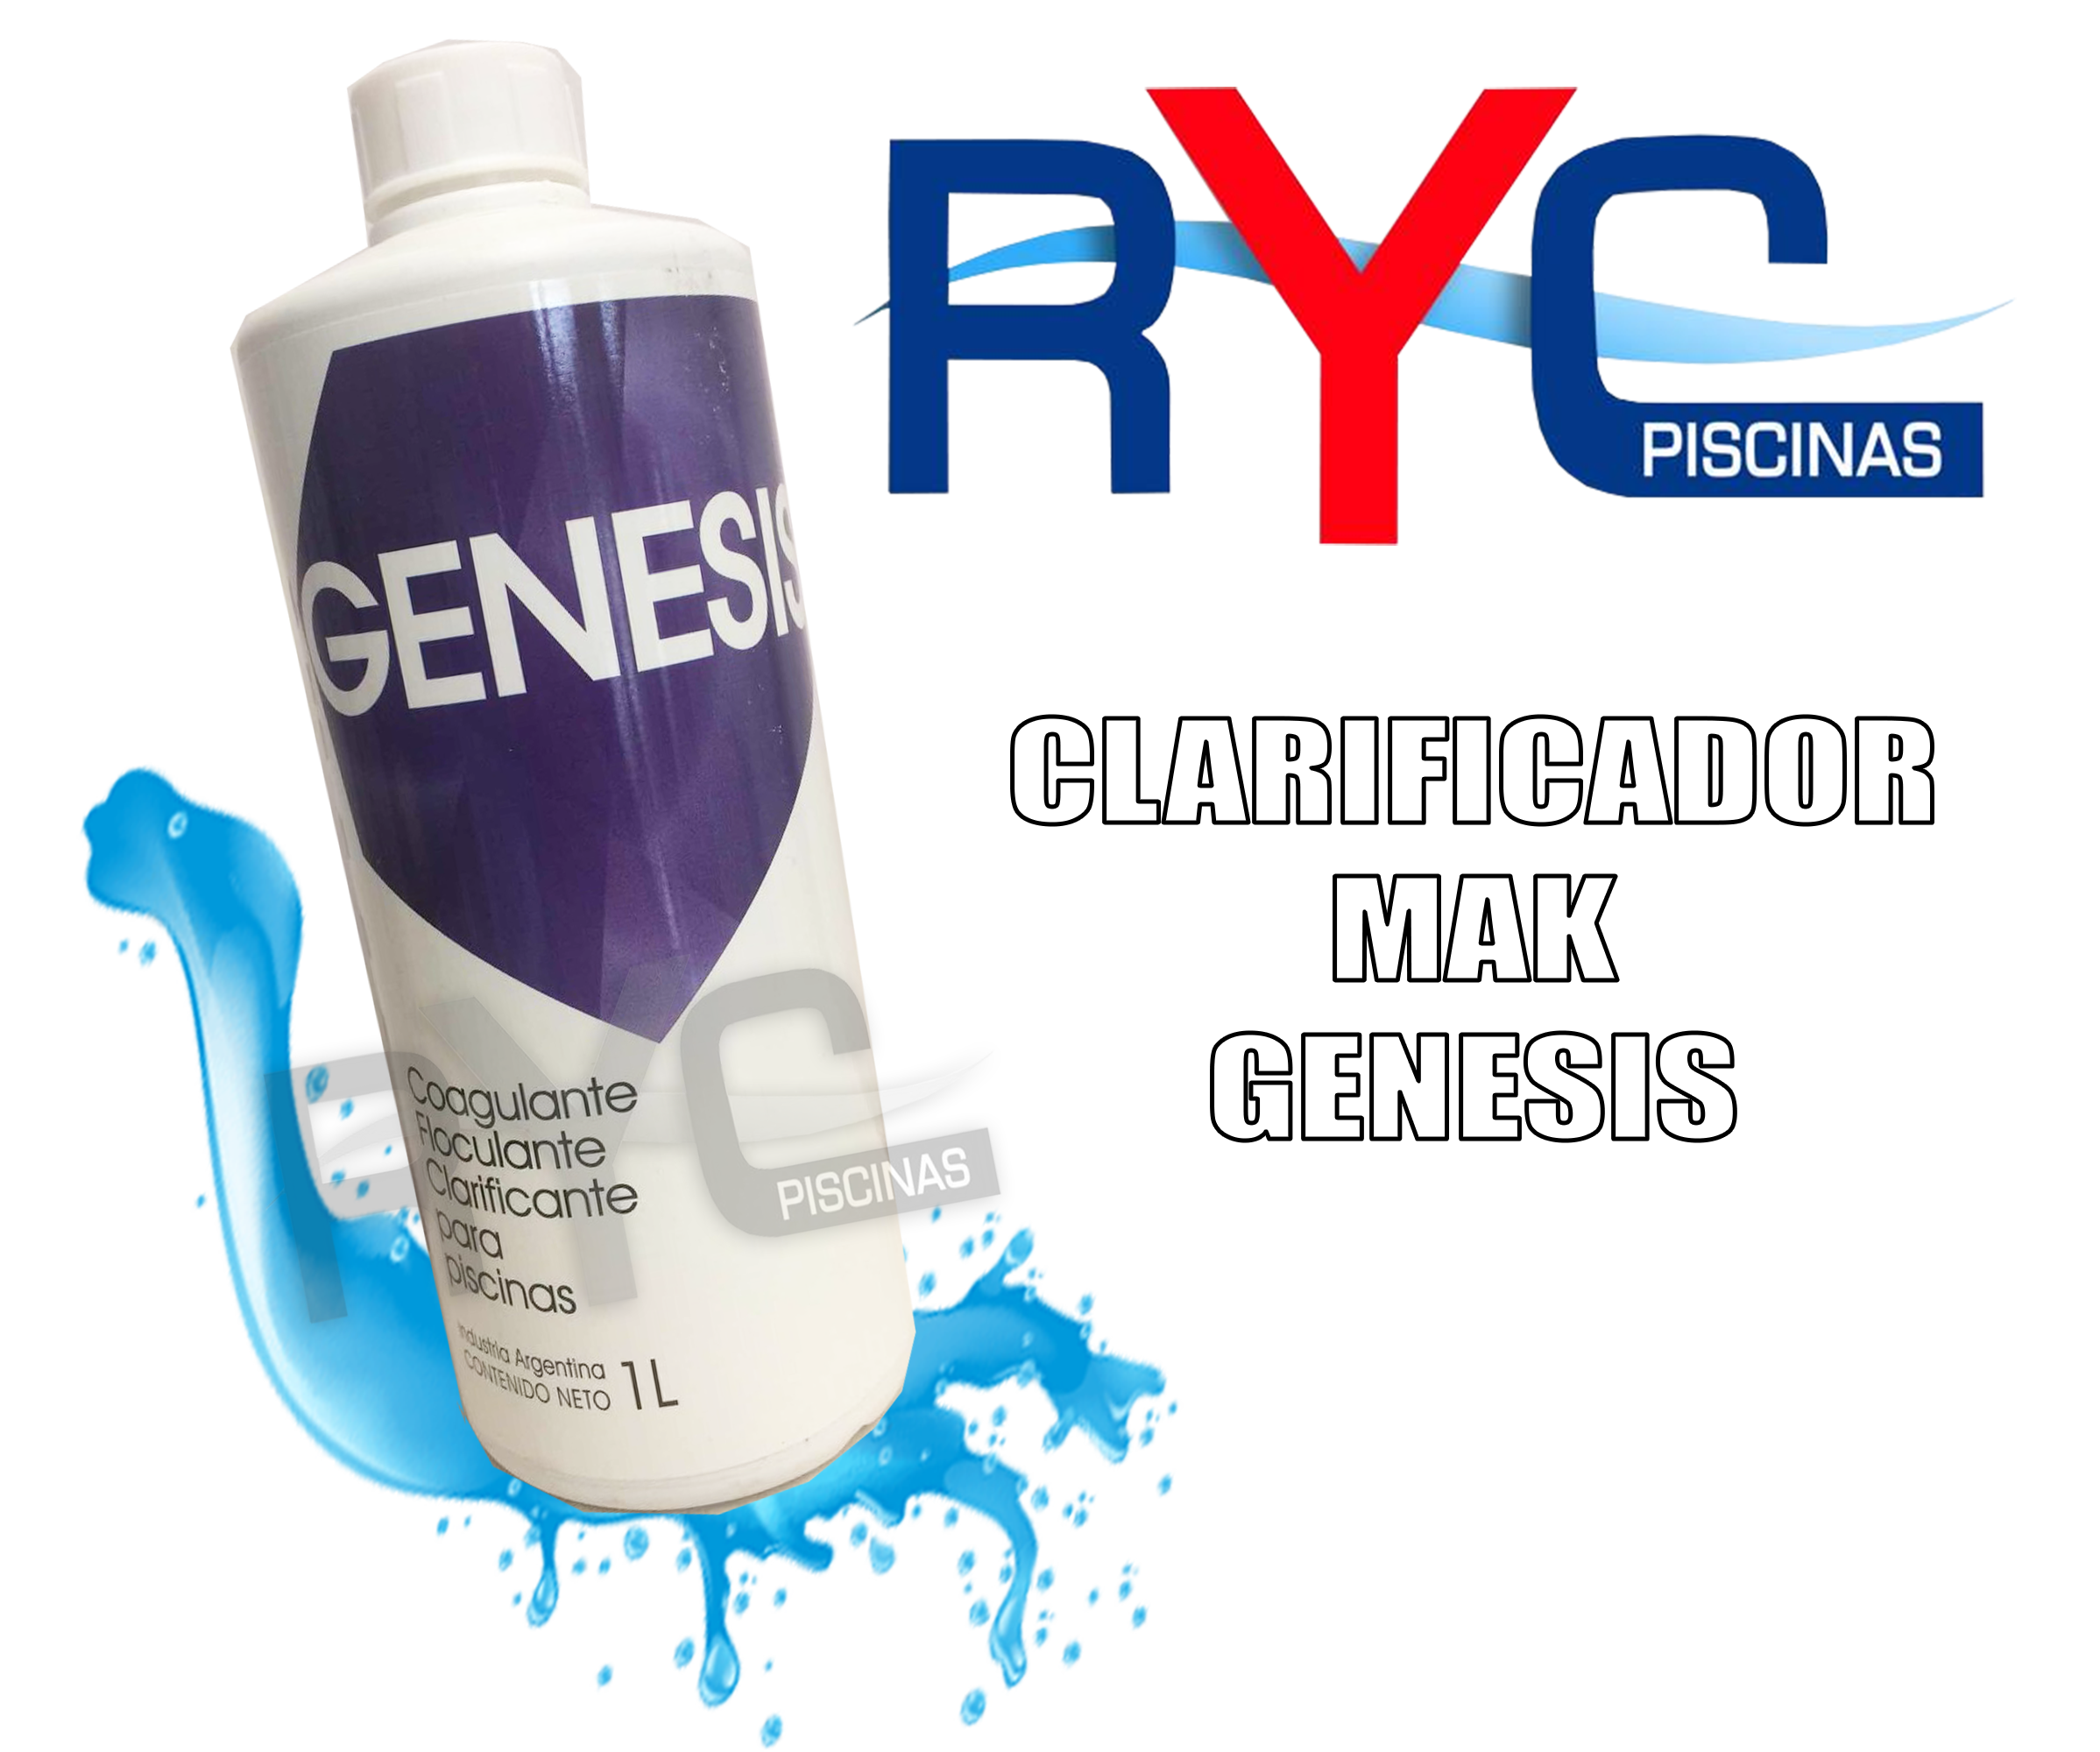 RYC
PISCINAS
GENESIS
CLARIFICADOR
MAK
GENESIS
Coagulante
Floculante
Clarificante
para
piscinas
Industria Argentina
CONTENIDO NETO 1L
RYC
PISCINAS